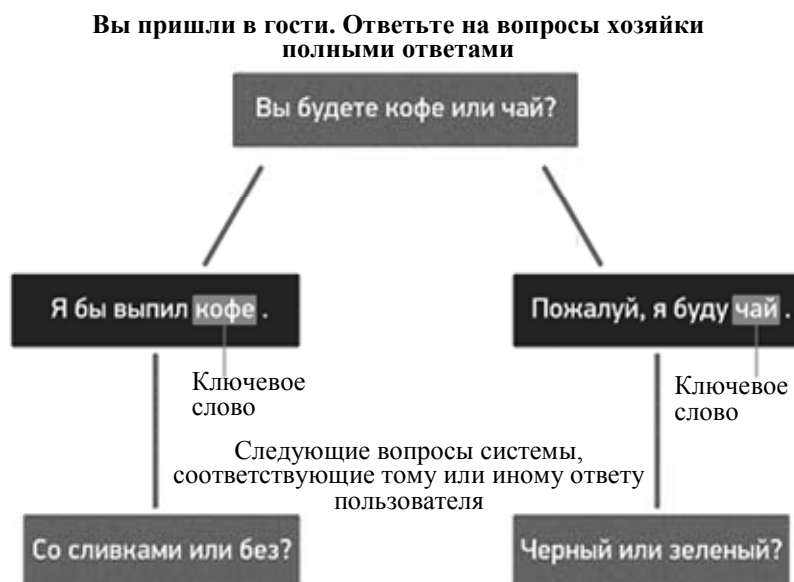 Вы пришли в гости. Ответьте на вопросы хозяйки
полными ответами
Вы будете кофе или чай?
Я бы выпил кофе .
Пожалуй, я буду чай .
Ключевое
слово
Ключевое
слово
Следующие вопросы системы,
соответствующие тому или иному ответу
пользователя
Со сливками или без?
Черный или зеленый?